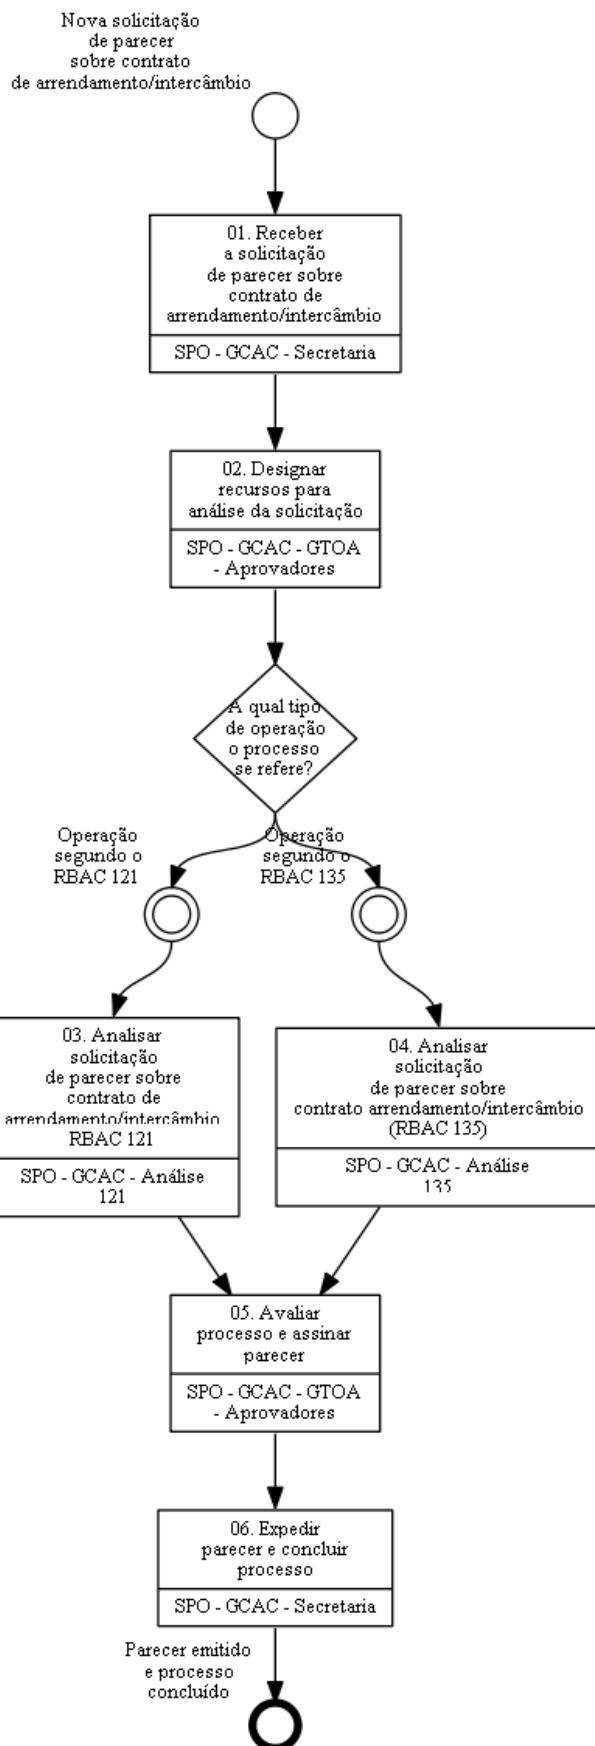 Nova solicitação
de parecer
sobre contrato
de arrendamento/intercâmbio
01. Receber
a solicitação
de parecer sobre
contrato de
arrendamento/intercâmbio
SPO - GCAC - Secretaria
02. Designar
recursos para
análise da solicitação
SPO - GCAC - GTOA
- Aprovadores
A qual tipo
de operação
o processo
se refere?
Operação
segundo o
RBAC 121
Operação
segundo o
RBAC 135
03. Analisar
solicitação
de parecer sobre
contrato de
arrendamento/intercâmbio
RBAC 121
SPO - GCAC - Análise
121
04. Analisar
solicitação
de parecer sobre
contrato arrendamento/intercâmbio
(RBAC 135)
SPO - GCAC - Análise
135
05. Avaliar
processo e assinar
parecer
SPO - GCAC - GTOA
- Aprovadores
06. Expedir
parecer e concluir
processo
SPO - GCAC - Secretaria
Parecer emitido
e processo
concluído